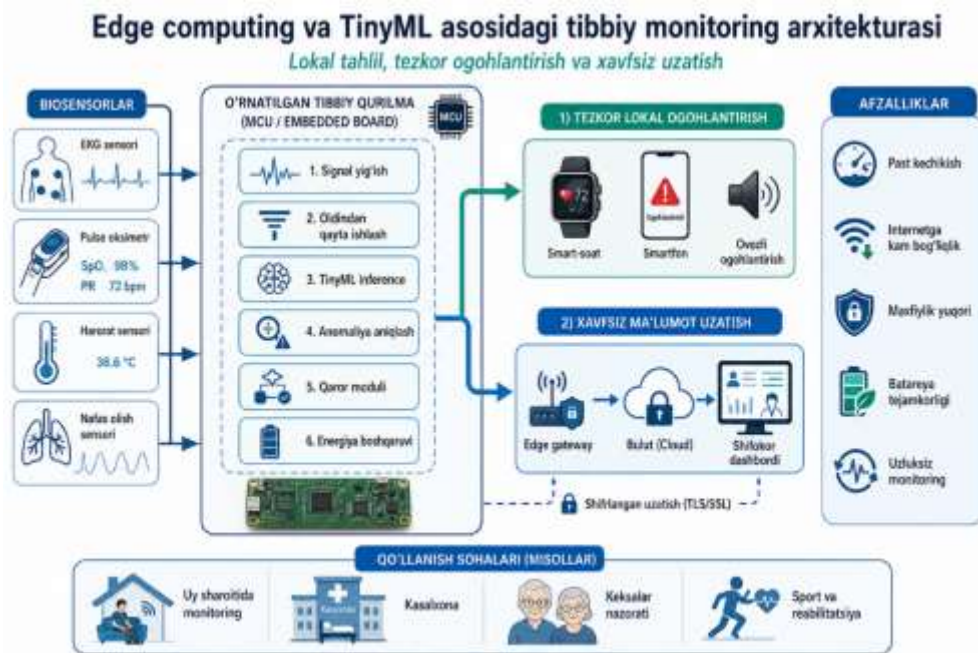 Edge computing va TinyML asosidagi tibbiy monitoring arxitekturasi
Lokal tahlil, tezkor ogohlantirish va xavfsiz uzatish
BIOSENSORLAR
EKG sensori
Pulse oksimetr
SpO₂ 98%
PR 72 bpm
Harorat sensori
36.6 °C
Nafas olish
sensori
O'RNATILGAN TIBBIY QURILMA
(MCU / EMBEDDED BOARD)
MCU
1. Signal yig'ish
2. Oldindan
qayta ishlash
3. TinyML inference
4. Anomaliya aniqlash
5. Qaror moduli
6. Energiya boshqaruvi
1) TEZKOR LOKAL OGOHLANTIRISH
72
Smart-soat
Smartfon
Ovozli
ogohlantirish
2) XAVFSIZ MA'LUMOT UZATISH
Edge gateway
Bulut (Cloud)
Shifokor
dashbordi
Shifrlangan uzatish (TLS/SSL)
AFZALLIKLAR
Past kechikish
Internetga
kam bog'liqlik
Maxfiylik yuqori
Batareya
tejamkorligi
Uzluksiz
monitoring
QO'LLANISH SOHALARI (MISOLLAR)
Uy sharoitida
monitoring
Kasalxona
Keksalar
nazorati
Sport va
reabilitatsiya